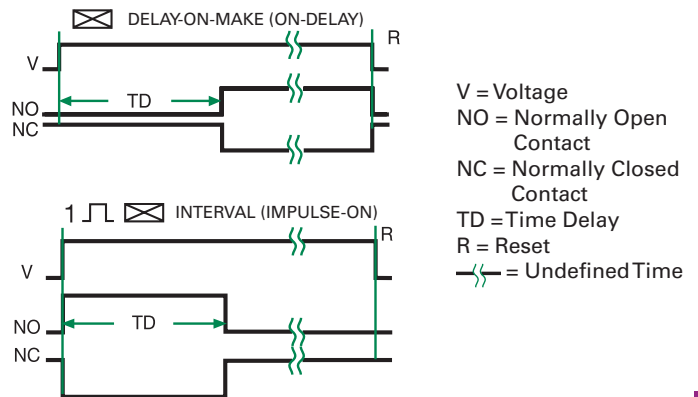 DELAY-ON-MAKE (ON-DELAY)
R
V
TD
NO
NC
1
INTERVAL (IMPULSE-ON)
R
V
NO
TD
NC
V = Voltage
NO = Normally Open
Contact
NC = Normally Closed
Contact
TD = Time Delay
R = Reset
= Undefined Time